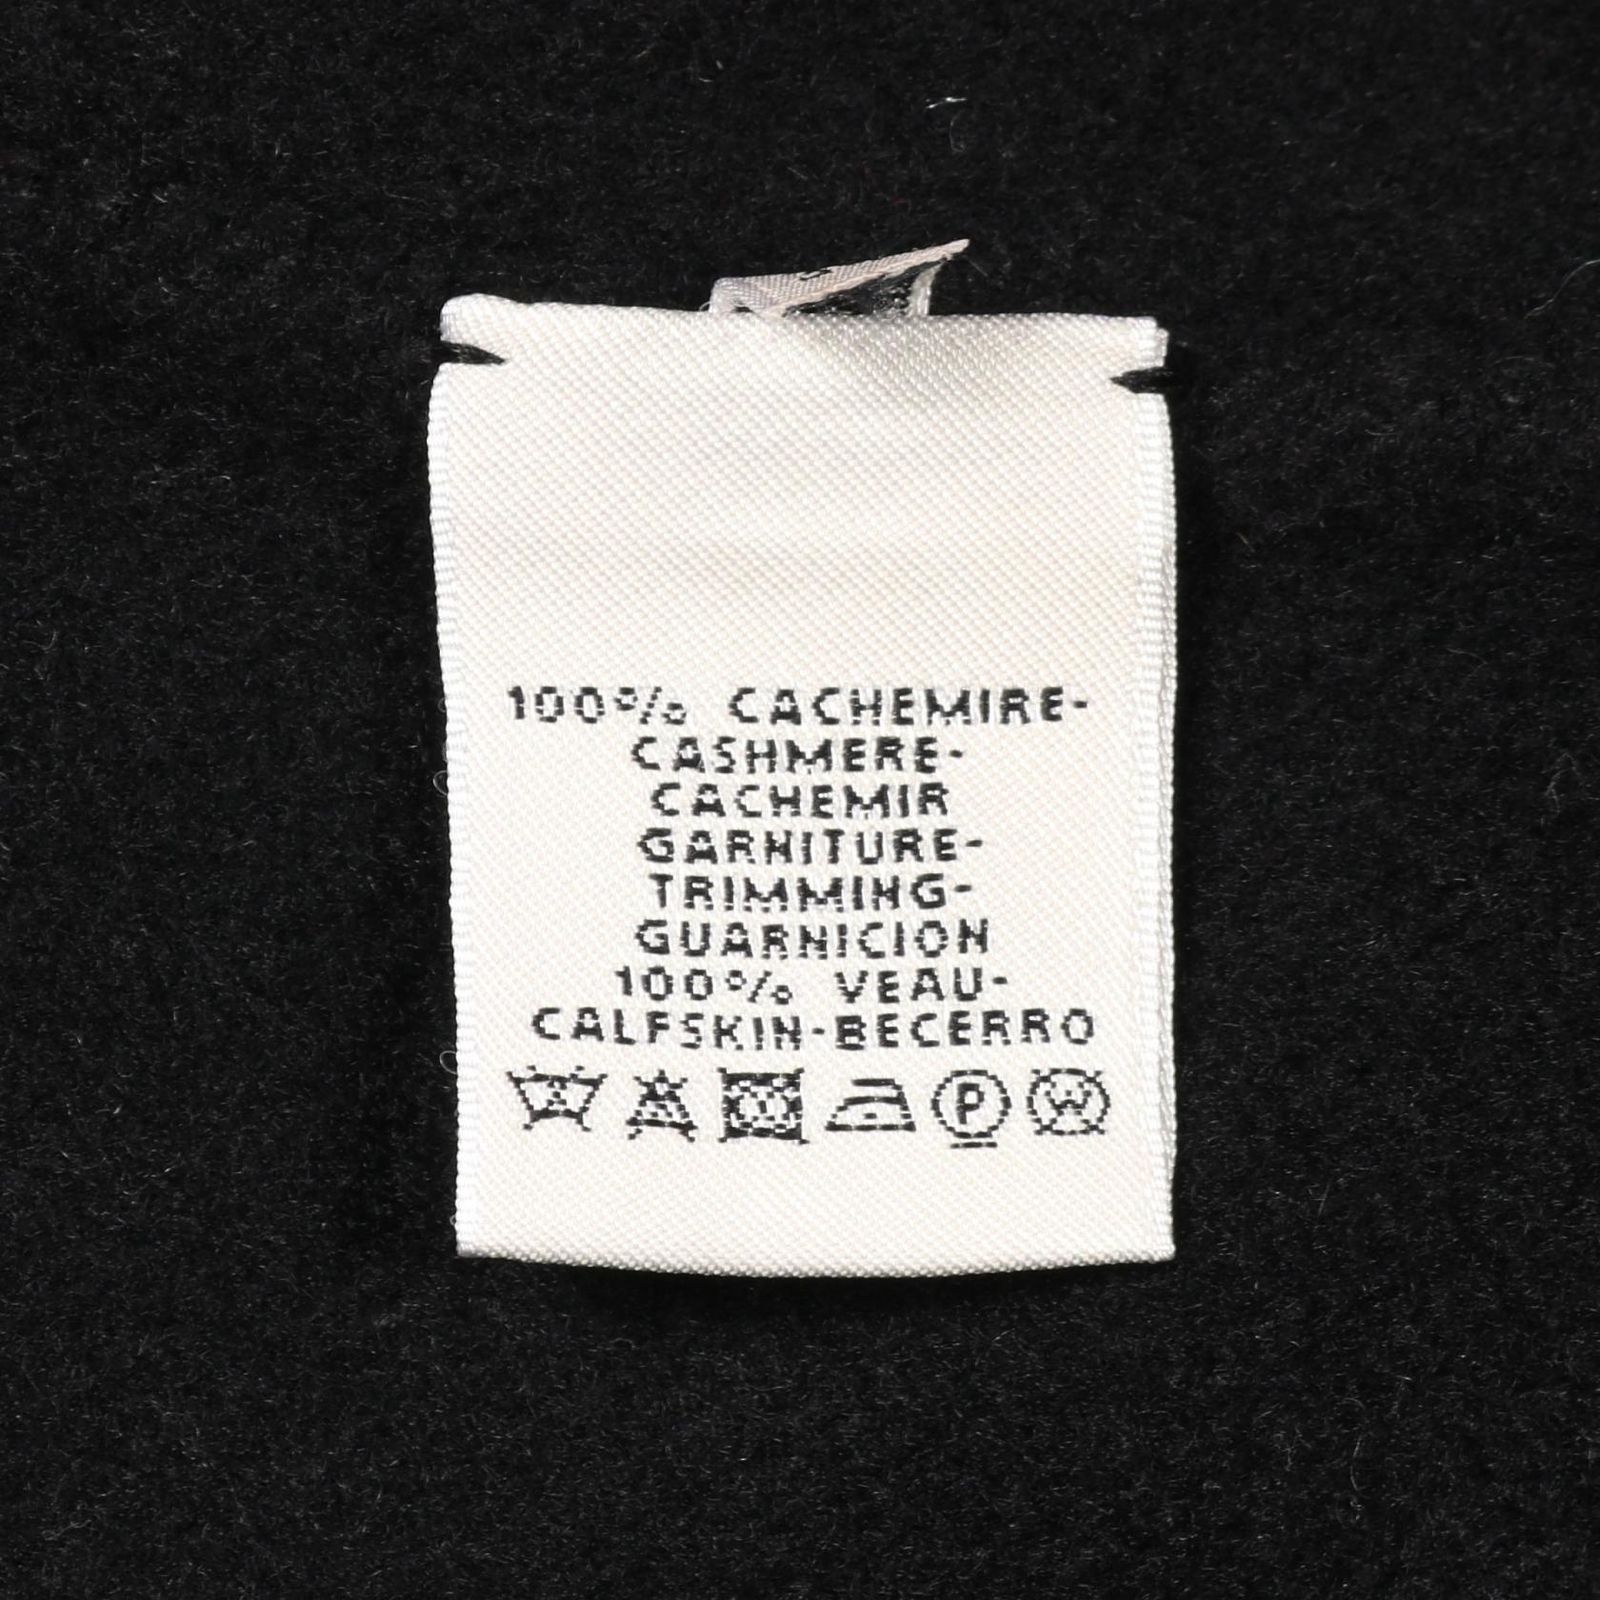 100% CACHEMIRE-
CASHMERE-
CACHEMIR
GARNITURE-
TRIMMING-
GUARNICION
100% VEAU-
CALFSKIN-BECERRO
P W